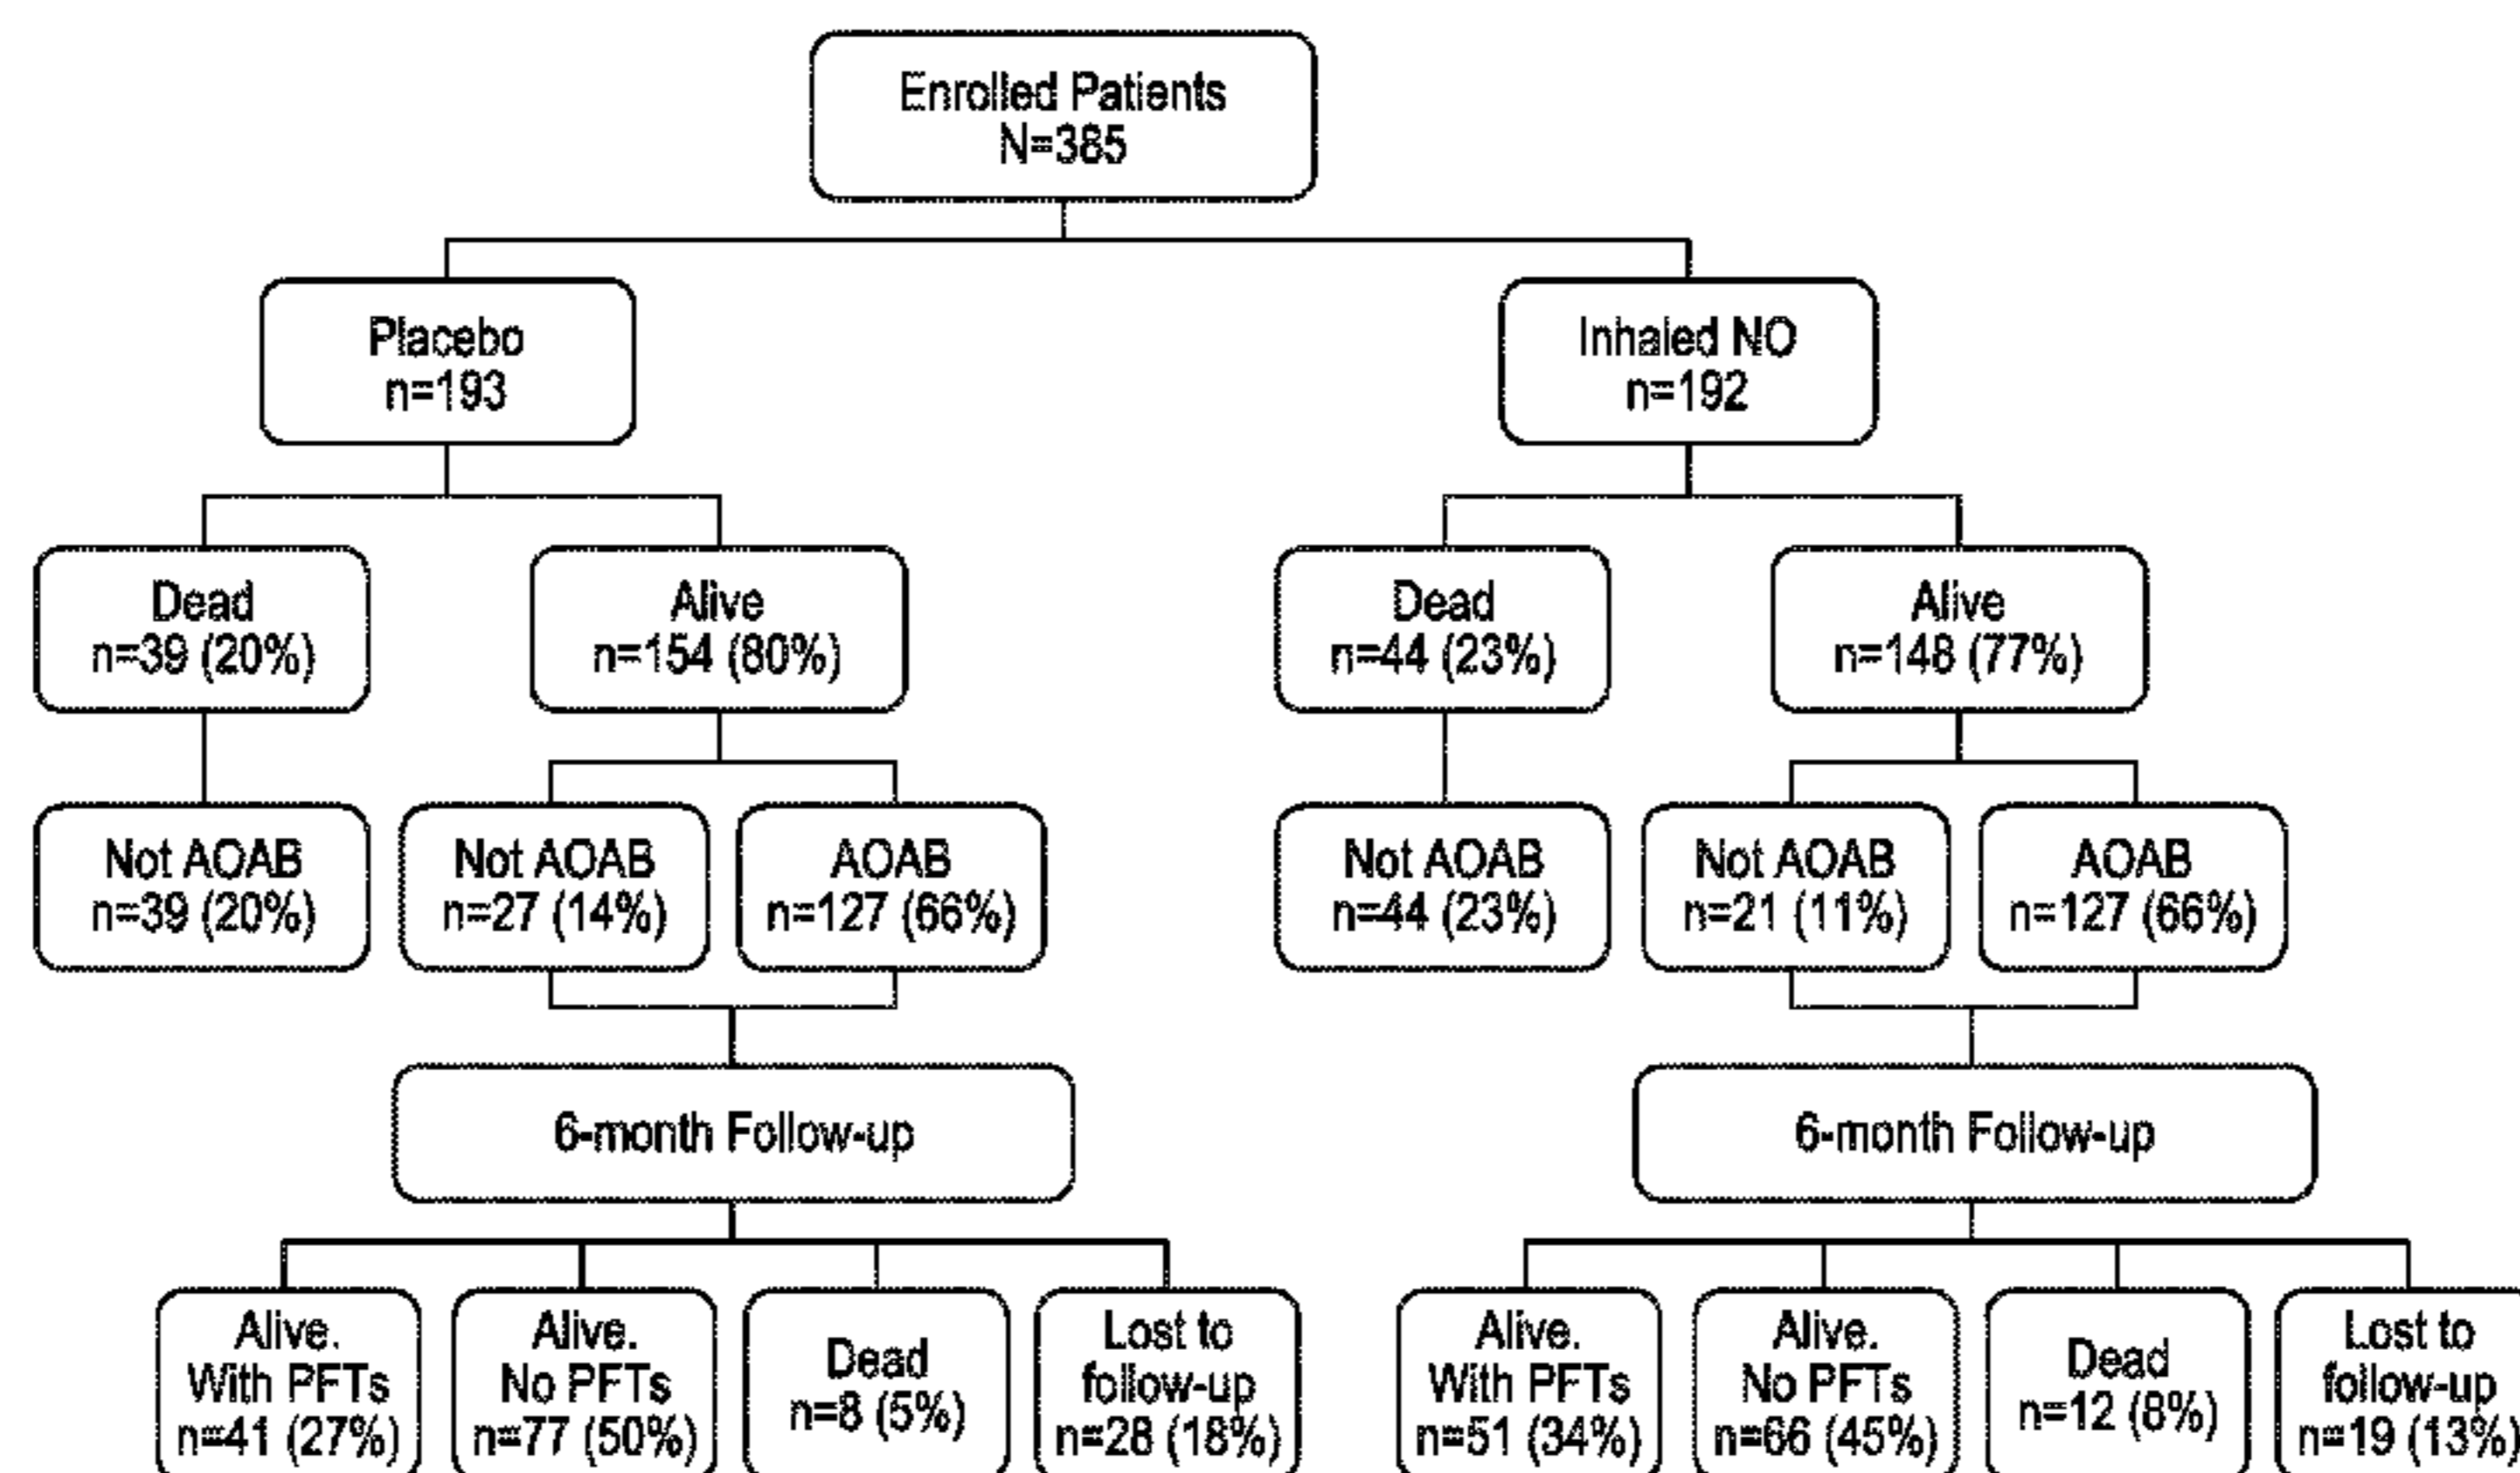 Enrolled Patients
N=385
Placebo
n=193
Inhaled NO
n=192
Dead
n=39 (20%)
Alive
n=154 (80%)
Dead
n=44 (23%)
Alive
n=148 (77%)
Not AOAB
n=39 (20%)
Not AOAB
n=27 (14%)
AOAB
n=127 (66%)
Not AOAB
n=44 (23%)
Not AOAB
n=21 (11%)
AOAB
n=127 (66%)
6-month Follow-up
6-month Follow-up
Alive.
With PFTs
n=41 (27%)
Alive.
No PFTs
n=77 (50%)
Dead
n=8 (5%)
Lost to
follow-up
n=28 (18%)
Alive.
With PFTs
n=51 (34%)
Alive.
No PFTs
n=66 (45%)
Dead
n=12 (8%)
Lost to
follow-up
n=19 (13%)